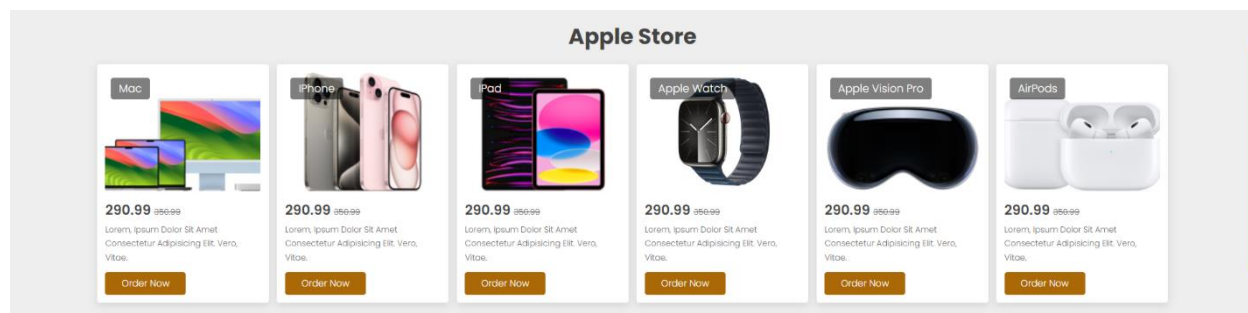 Apple Store
Mac
290.99 350.99
Lorem, Ipsum Dolor Sit Amet
Consectetur Adipisicing Elit. Vero,
Vitae.
Order Now
iPhone
290.99 350.99
Lorem, Ipsum Dolor Sit Amet
Consectetur Adipisicing Elit. Vero,
Vitae.
Order Now
iPad
290.99 350.99
Lorem, Ipsum Dolor Sit Amet
Consectetur Adipisicing Elit. Vero,
Vitae.
Order Now
Apple Watch
290.99 350.99
Lorem, Ipsum Dolor Sit Amet
Consectetur Adipisicing Elit. Vero,
Vitae.
Order Now
Apple Vision Pro
290.99 350.99
Lorem, Ipsum Dolor Sit Amet
Consectetur Adipisicing Elit. Vero,
Vitae.
Order Now
AirPods
290.99 350.99
Lorem, Ipsum Dolor Sit Amet
Consectetur Adipisicing Elit. Vero,
Vitae.
Order Now